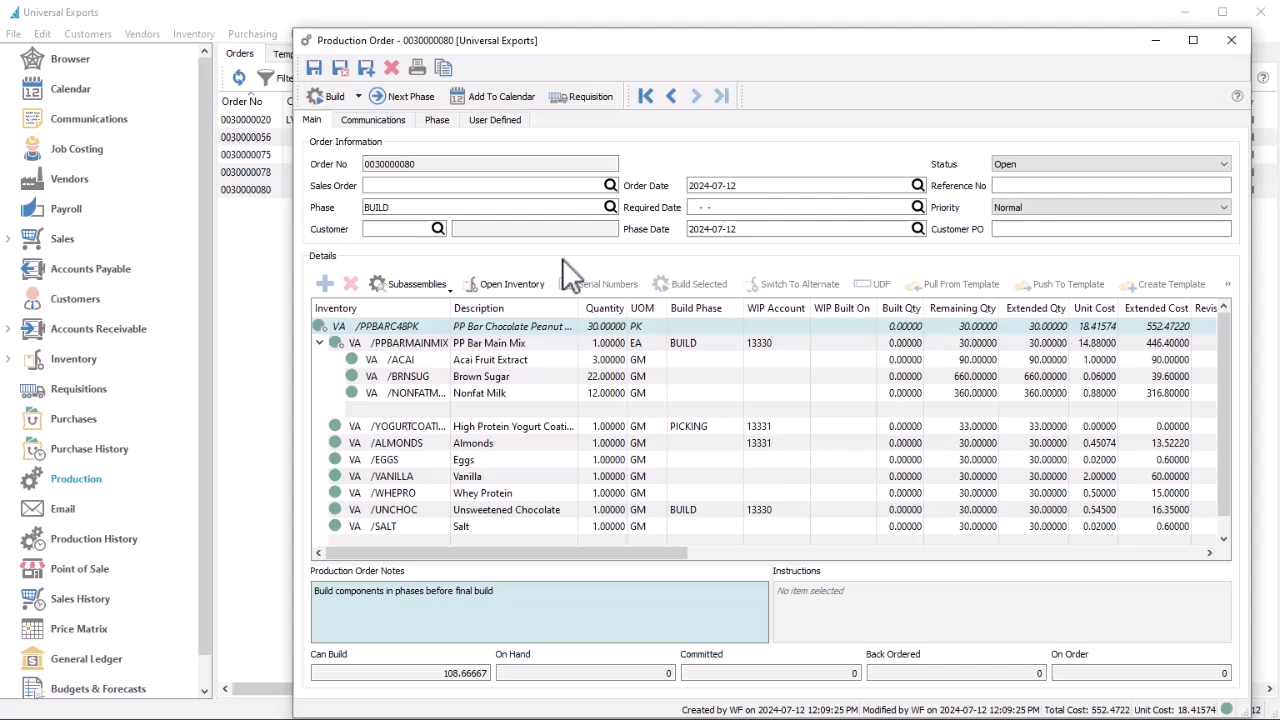 Universal Exports
File Edit Customers Vendors Inventory Purchasing
Browser
Calendar
Communications
Job Costing
Vendors
Payroll
Sales
Accounts Payable
Customers
Accounts Receivable
Inventory
Requisitions
Purchases
Purchase History
Production
Email
Production History
Point of Sale
Sales History
Price Matrix
General Ledger
Budgets & Forecasts
Orders
Order No
0030000020
0030000056
0030000075
0030000078
0030000080
Production Order - 0030000080 [Universal Exports]
Build Next Phase Add To Calendar Requisition
Main Communications Phase User Defined
Order Information
Order No 0030000080 Status Open
Sales Order Order Date 2024-07-12 Reference No
Phase BUILD Required Date - - Priority Normal
Customer Phase Date 2024-07-12 Customer PO
Details
Subassemblies Open Inventory Serial Numbers Build Selected Switch To Alternate UDF Pull From Template Push To Template Create Template »
Inventory Description Quantity UOM Build Phase WIP Account WIP Built On Built Qty Remaining Qty Extended Qty Unit Cost Extended Cost Revis
VA /PPBARC48PK PP Bar Chocolate Peenut ... 30.00000 PK 0.00000 30.00000 30.00000 18.41574 552.47220
VA /PPBARMAINMIX PP Bar Main Mix 1.00000 EA BUILD 13330 0.00000 30.00000 30.00000 14.88000 446.40000
VA /ACAI Acai Fruit Extract 3.00000 GM 0.00000 90.00000 90.00000 1.00000 90.00000
VA /BRNSUG Brown Sugar 22.00000 GM 0.00000 660.00000 660.00000 0.06000 39.60000
VA /NONFATM... Nonfat Milk 12.00000 GM 0.00000 360.00000 360.00000 0.88000 316.80000
VA /YOGURTCOATI... High Protein Yogurt Coati... 1.00000 GM PICKING 13331 0.00000 33.00000 33.00000 0.00000 0.00000
VA /ALMONDS Almonds 1.00000 GM 13331 0.00000 30.00000 30.00000 0.45074 13.52220
VA /EGGS Eggs 1.00000 GM 0.00000 30.00000 30.00000 0.02000 0.60000
VA /VANILLA Vanilla 1.00000 GM 0.00000 30.00000 30.00000 2.00000 60.00000
VA /WHEPRO Whey Protein 1.00000 GM 0.00000 30.00000 30.00000 0.50000 15.00000
VA /UNCHOC Unsweetened Chocolate 1.00000 GM BUILD 13330 0.00000 30.00000 30.00000 0.54500 16.35000
VA /SALT Salt 1.00000 GM 0.00000 30.00000 30.00000 0.02000 0.60000
Production Order Notes Instructions
Build components in phases before final build No item selected
Can Build On Hand Committed Back Ordered On Order
108.66667 0 0 0 0
Created by WF on 2024-07-12 12:09:25 PM Modified by WF on 2024-07-12 12:09:25 PM Total Cost: 552.4722 Unit Cost: 18.41574